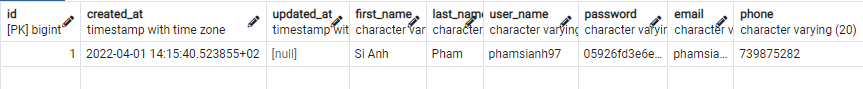 id created_at updated_at first_name last_name user_name password email phone
[PK] bigint timestamp with time zone timestamp wit character var character character varying character varyin character v character varying (20)
1 2022-04-01 14:15:40.523855+02 [null] Si Anh Pham phamsianh97 05926fd3e6e... phamsia... 739875282